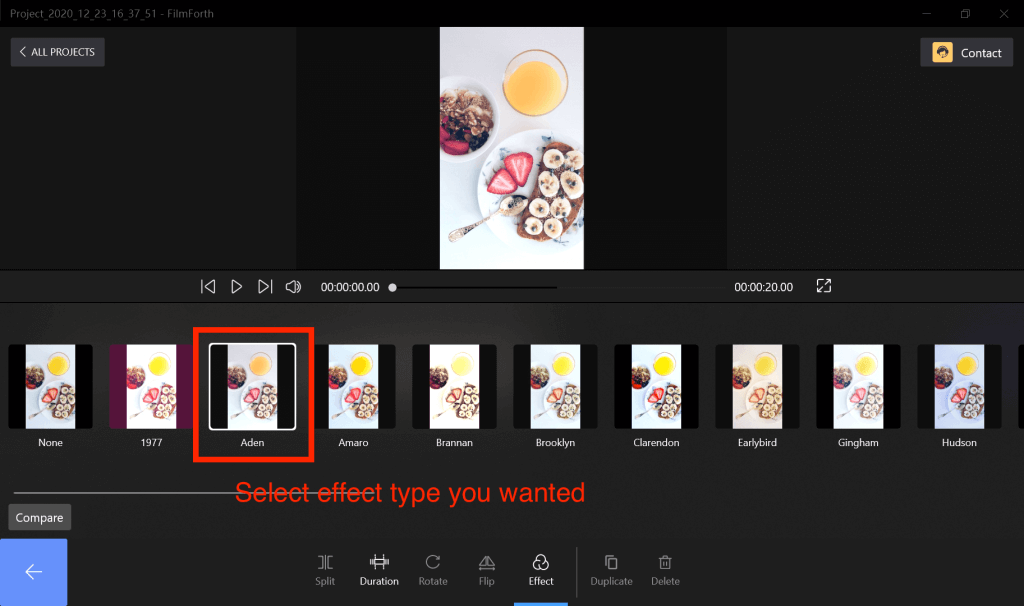 Project_2020_12_23_16_37_51 - FilmForth
ALL PROJECTS
Contact
00:00:00.00
00:00:20.00
None
1977
Aden
Amaro
Brannan
Brooklyn
Clarendon
Earlybird
Gingham
Hudson
Select effect type you wanted
Compare
Split
Duration
Rotate
Flip
Effect
Duplicate
Delete